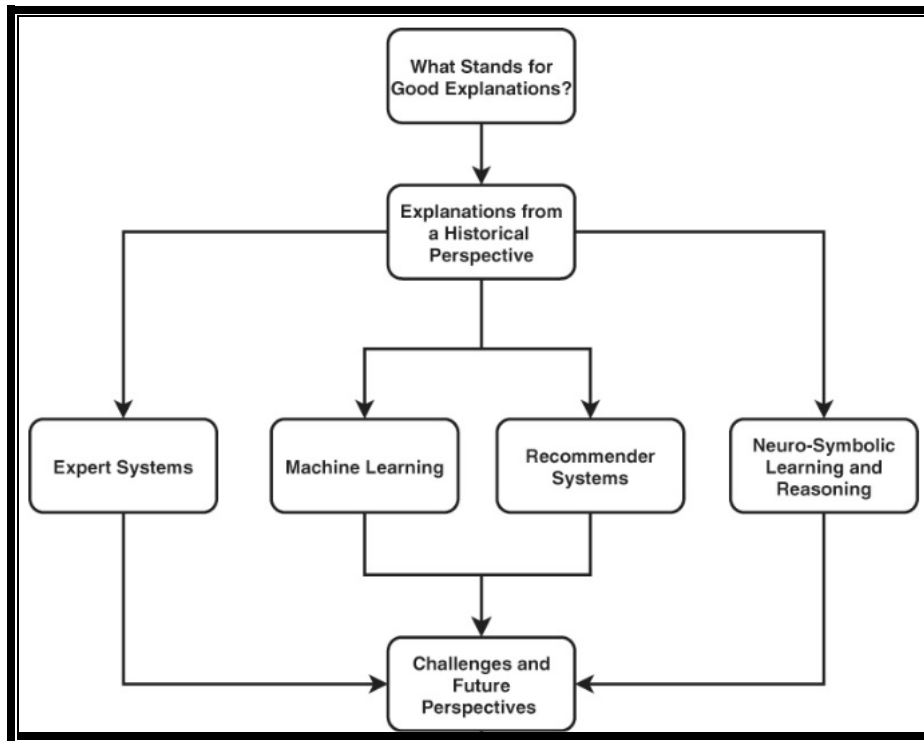 What Stands for
Good Explanations?
Explanations from
a Historical
Perspective
Expert Systems
Machine Learning
Recommender
Systems
Neuro-Symbolic
Learning and
Reasoning
Challenges and
Future
Perspectives